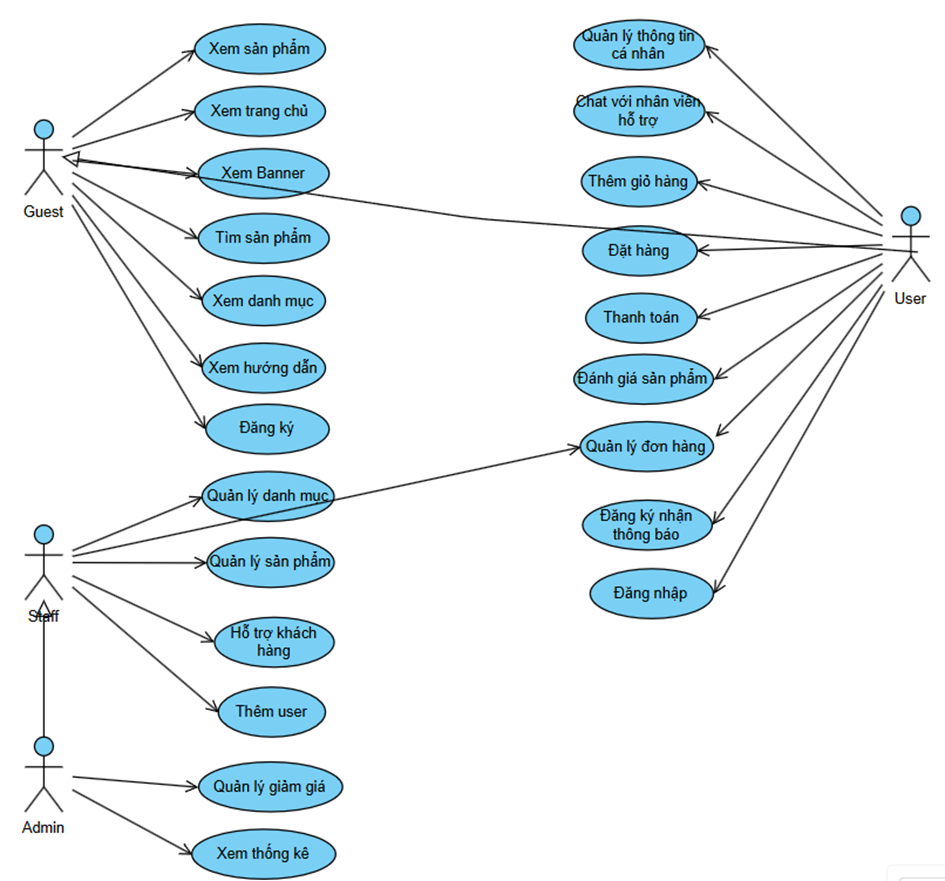 Xem sản phẩm
Xem trang chủ
Xem Banner
Tìm sản phẩm
Xem danh mục
Xem hướng dẫn
Đăng ký
Guest
Quản lý thông tin
cá nhân
Chat với nhân viên
hỗ trợ
Thêm giỏ hàng
Đặt hàng
Thanh toán
Đánh giá sản phẩm
Quản lý đơn hàng
Đăng ký nhận
thông báo
Đăng nhập
User
Quản lý danh mục
Quản lý sản phẩm
Hỗ trợ khách
hàng
Thêm user
Staff
Quản lý giảm giá
Xem thống kê
Admin